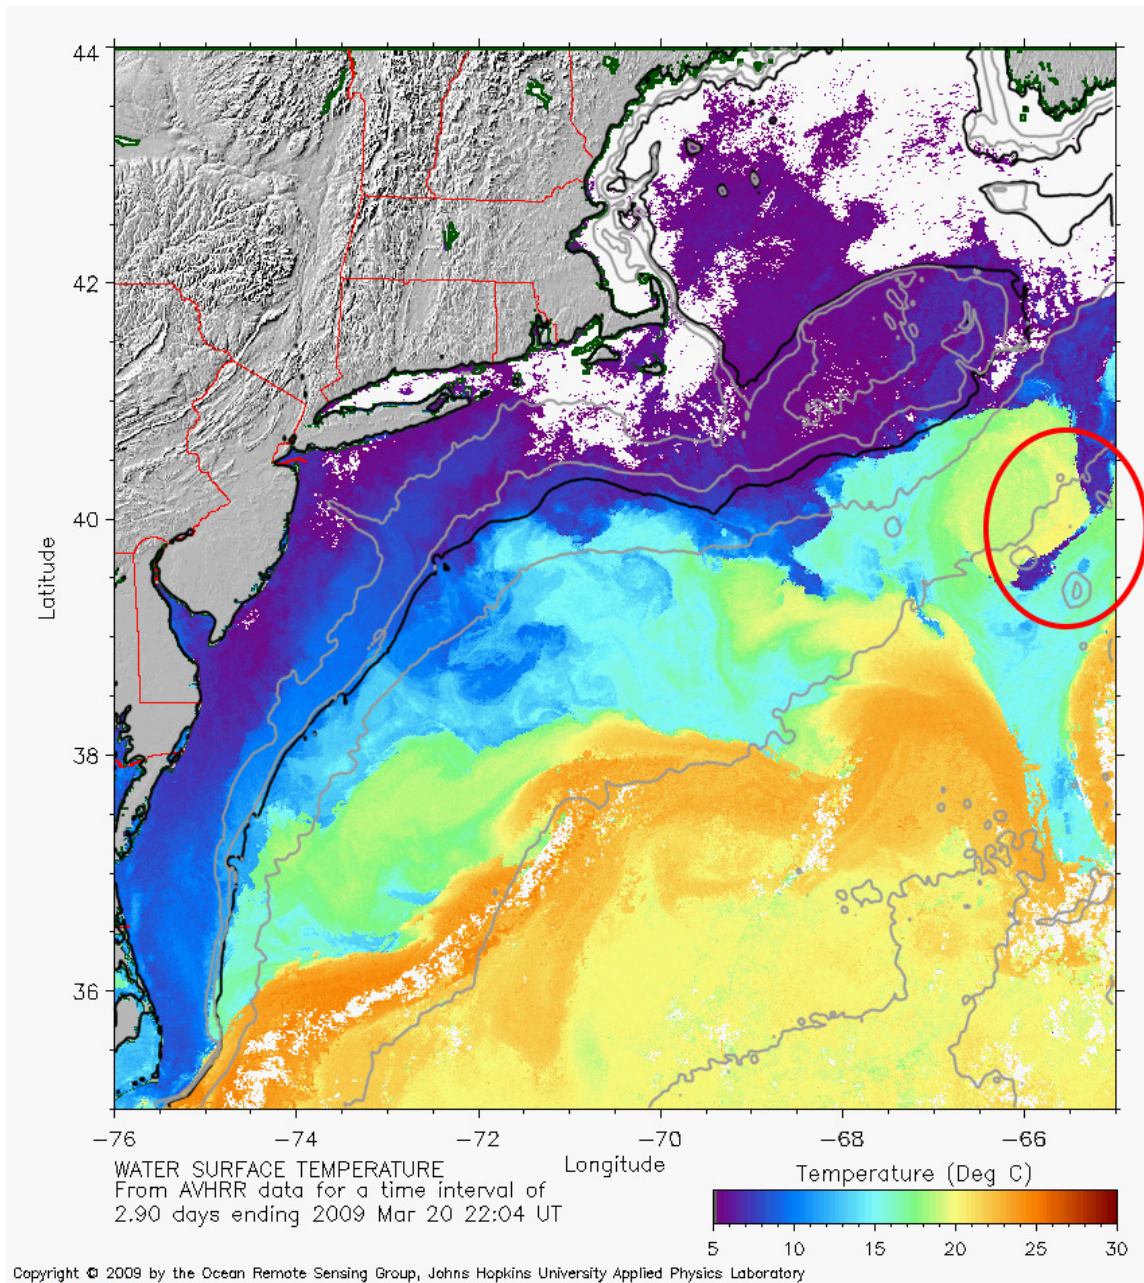 44
42
40
38
36
Latitude
-76
-74
-72
-70
-68
-66
Longitude
WATER SURFACE TEMPERATURE
From AVHRR data for a time interval of
2.90 days ending 2009 Mar 20 22:04 UT
Temperature (Deg C)
5 10 15 20 25 30
Copyright © 2009 by the Ocean Remote Sensing Group, Johns Hopkins University Applied Physics Laboratory